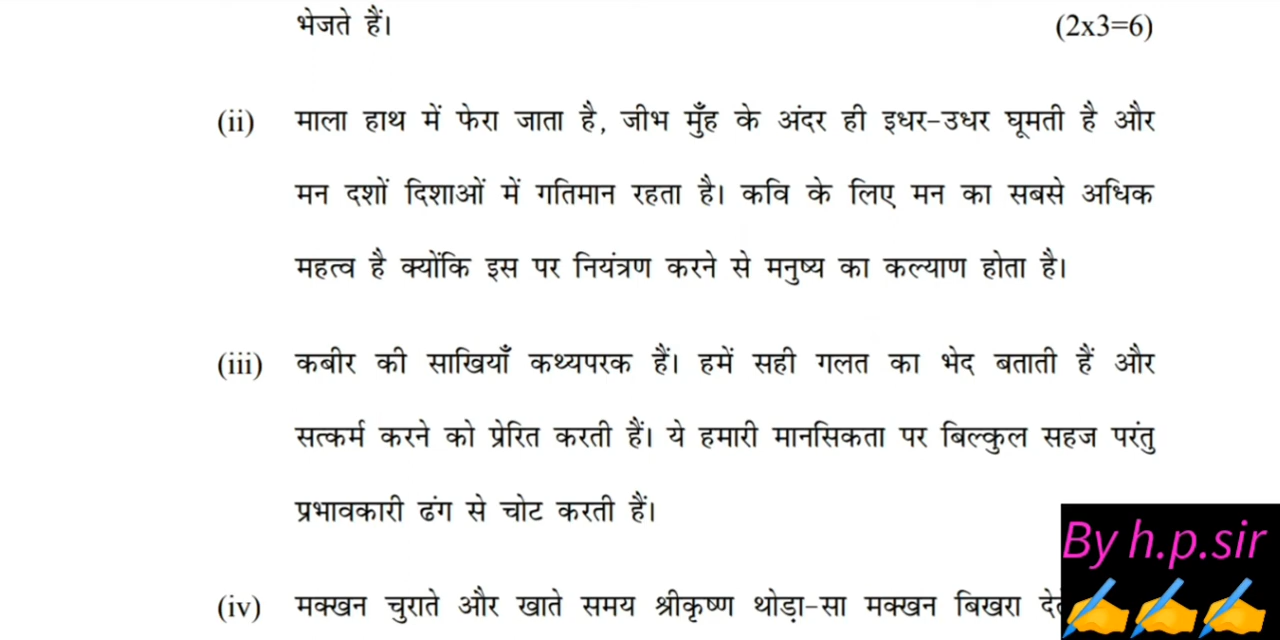 भेजते हैं। (2x3=6)
(ii) माला हाथ में फेरा जाता है, जीभ मुँह के अंदर ही इधर-उधर घूमती है और
मन दशों दिशाओं में गतिमान रहता है। कवि के लिए मन का सबसे अधिक
महत्व है क्योंकि इस पर नियंत्रण करने से मनुष्य का कल्याण होता है।
(iii) कबीर की साखियाँ कथ्यपरक हैं। हमें सही गलत का भेद बताती हैं और
सत्कर्म करने को प्रेरित करती हैं। ये हमारी मानसिकता पर बिल्कुल सहज परंतु
प्रभावकारी ढंग से चोट करती हैं।
(iv) मक्खन चुराते और खाते समय श्रीकृष्ण थोड़ा-सा मक्खन बिखरा
By h.p.sir